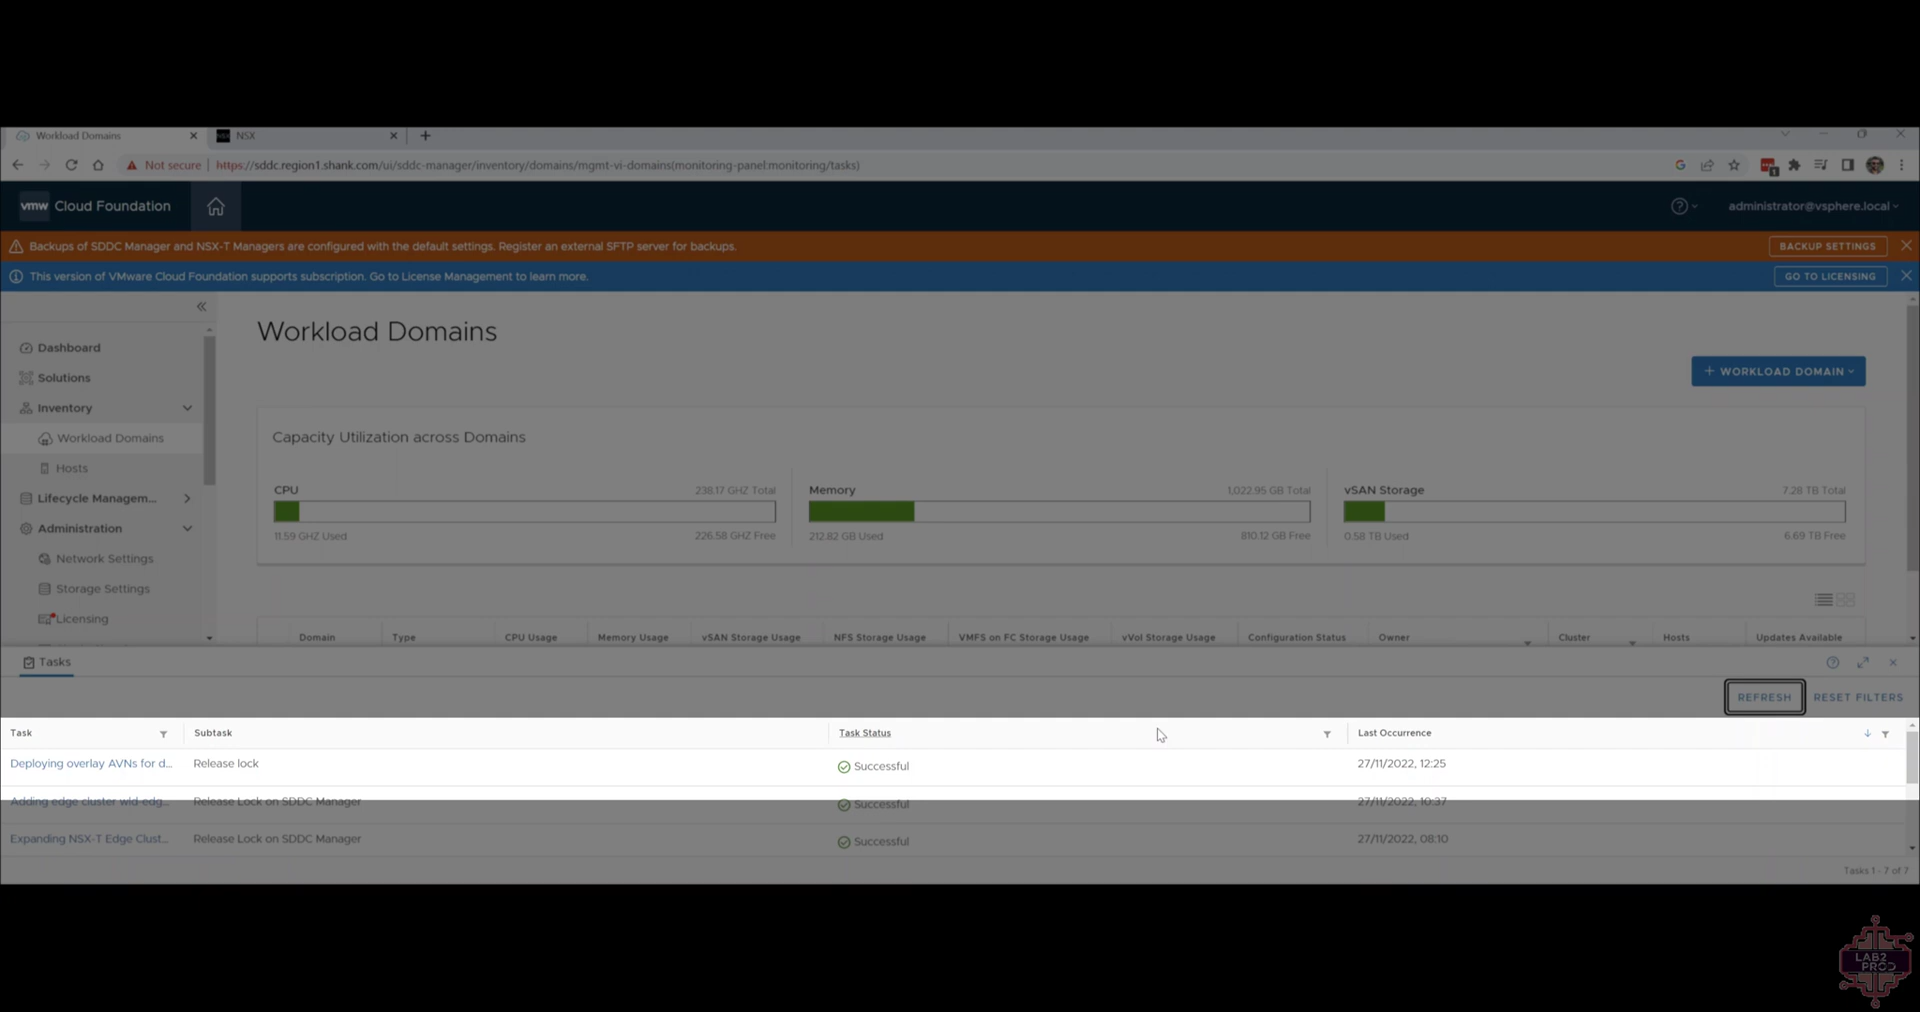 Workload Domains
NSX
Not secure | https://sddc.region1.shank.com/ui/sddc-manager/inventory/domains/mgmt-vi-domains(monitoring-panel:monitoring/tasks)
vmw Cloud Foundation
administrator@vsphere.local
Backups of SDDC Manager and NSX-T Managers are configured with the default settings. Register an external SFTP server for backups.
BACKUP SETTINGS
This version of VMware Cloud Foundation supports subscription. Go to License Management to learn more.
GO TO LICENSING
Dashboard
Solutions
Inventory
Workload Domains
Hosts
Lifecycle Managem...
Administration
Network Settings
Storage Settings
Licensing
Workload Domains
+ WORKLOAD DOMAIN
Capacity Utilization across Domains
CPU 238.17 GHZ Total
11.59 GHZ Used 226.58 GHZ Free
Memory 1,022.95 GB Total
212.82 GB Used 810.12 GB Free
vSAN Storage 7.28 TB Total
0.58 TB Used 6.69 TB Free
Domain Type CPU Usage Memory Usage vSAN Storage Usage NFS Storage Usage VMFS on FC Storage Usage vVol Storage Usage Configuration Status Owner Cluster Hosts Updates Available
Tasks
REFRESH RESET FILTERS
Task Subtask Task Status Last Occurrence
Deploying overlay AVNs for d... Release lock Successful 27/11/2022, 12:25
Adding edge cluster wld-edg... Release Lock on SDDC Manager Successful 27/11/2022, 10:37
Expanding NSX-T Edge Clust... Release Lock on SDDC Manager Successful 27/11/2022, 08:10
Tasks 1 - 7 of 7
LAB2
PROD